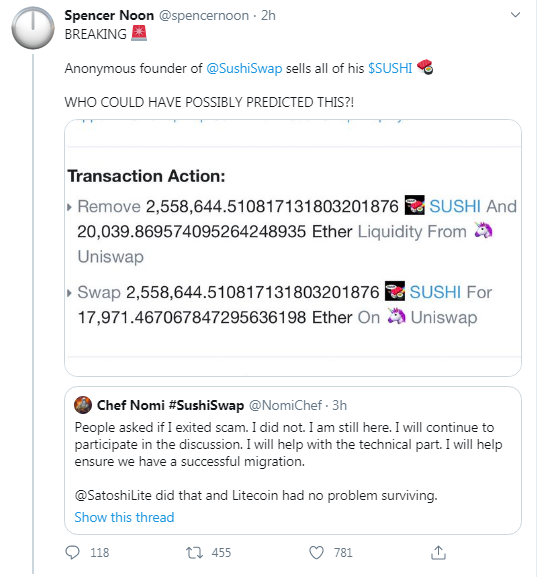 Spencer Noon @spencernoon · 2h
BREAKING 🚨
Anonymous founder of @SushiSwap sells all of his $SUSHI 🍣
WHO COULD HAVE POSSIBLY PREDICTED THIS?!
Transaction Action:
Remove 2,558,644.510817131803201876 SUSHI And
20,039.869574095264248935 Ether Liquidity From
Uniswap
Swap 2,558,644.510817131803201876 SUSHI For
17,971.467067847295636198 Ether On Uniswap
Chef Nomi #SushiSwap @NomiChef · 3h
People asked if I exited scam. I did not. I am still here. I will continue to
participate in the discussion. I will help with the technical part. I will help
ensure we have a successful migration.
@SatoshiLite did that and Litecoin had no problem surviving.
Show this thread
118 455 781